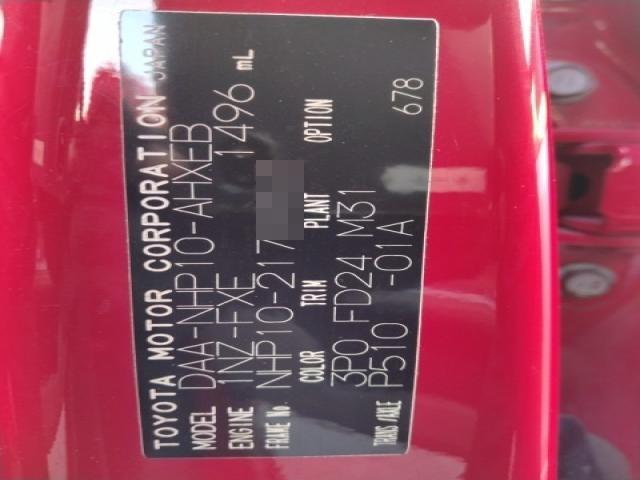 TOYOTA MOTOR CORPORATION JAPAN
MODEL DAA-NHP10-AHXEB
ENGINE 1NZ-FXE 1496 mL
FRAME No. NHP10-217
COLOR TRIM PLANT OPTION
3P0 FD24 M31 678
TRANS/AXLE P510 -01A